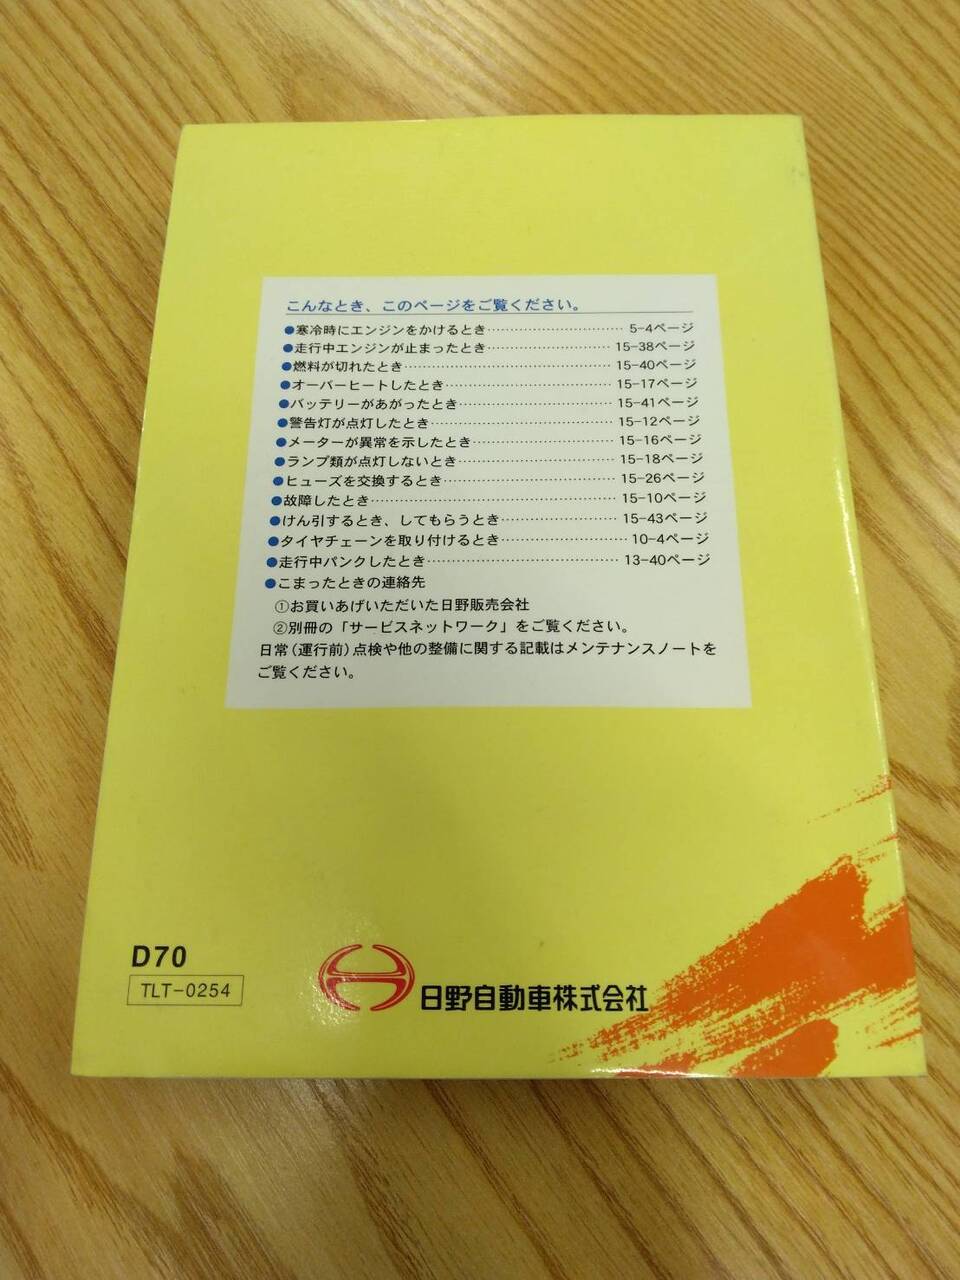 こんなとき、このページをご覧ください。
●寒冷時にエンジンをかけるとき…………………………5-4ページ
●走行中エンジンが止まったとき………………………15-38ページ
●燃料が切れたとき………………………………………15-40ページ
●オーバーヒートしたとき………………………………15-17ページ
●バッテリーがあがったとき……………………………15-41ページ
●警告灯が点灯したとき…………………………………15-12ページ
●メーターが異常を示したとき…………………………15-16ページ
●ランプ類が点灯しないとき……………………………15-18ページ
●ヒューズを交換するとき………………………………15-26ページ
●故障したとき……………………………………………15-10ページ
●けん引するとき、してもらうとき……………………15-43ページ
●タイヤチェーンを取り付けるとき……………………10-4ページ
●走行中パンクしたとき…………………………………13-40ページ
●こまったときの連絡先
①お買いあげいただいた日野販売会社
②別冊の「サービスネットワーク」をご覧ください。
日常(運行前)点検や他の整備に関する記載はメンテナンスノートを
ご覧ください。
D70
TLT-0254
日野自動車株式会社